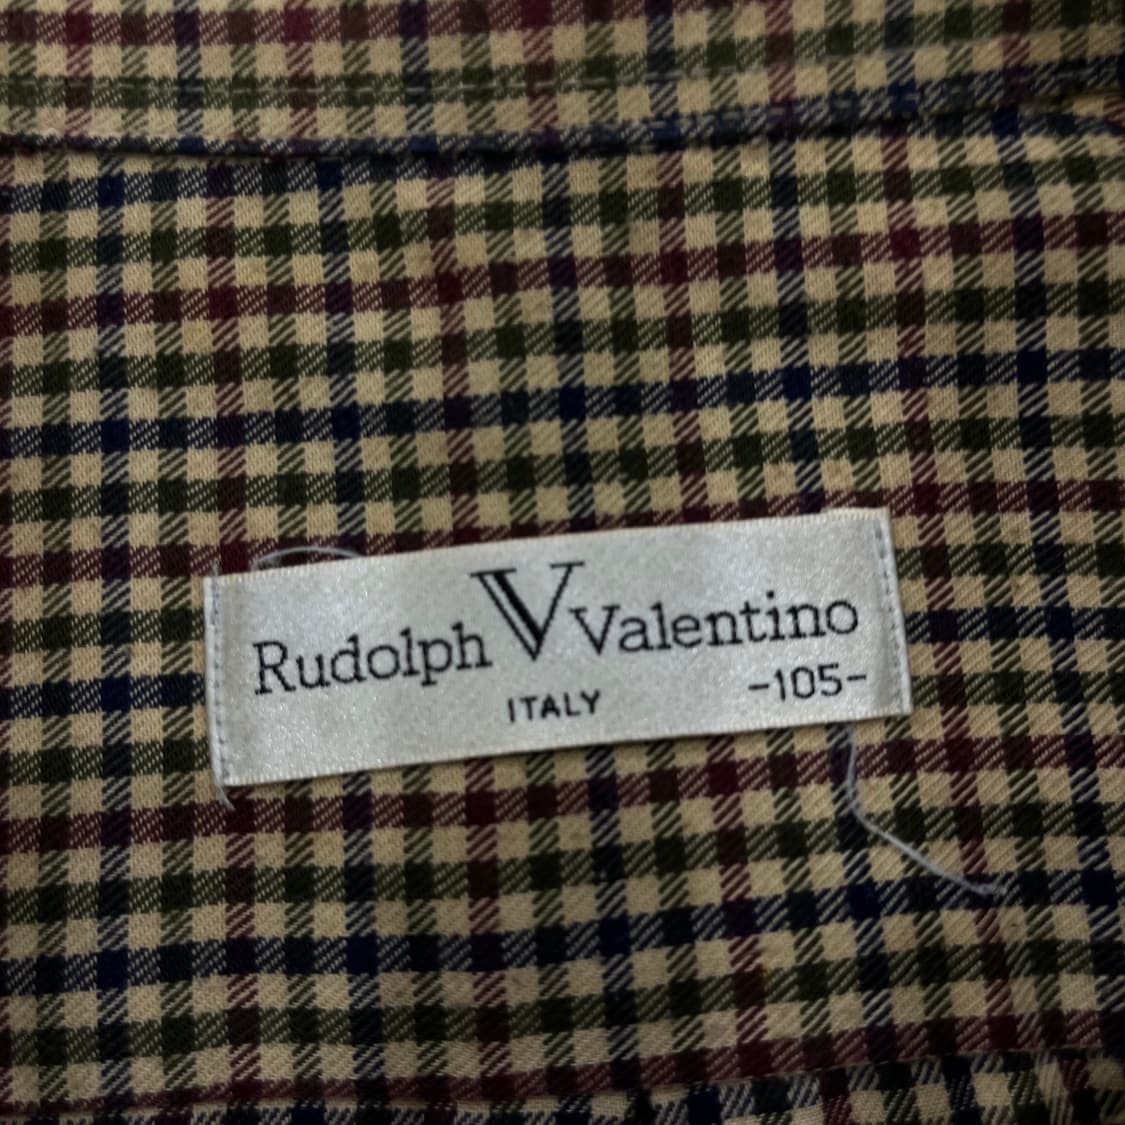 Rudolph V Valentino
ITALY -105-